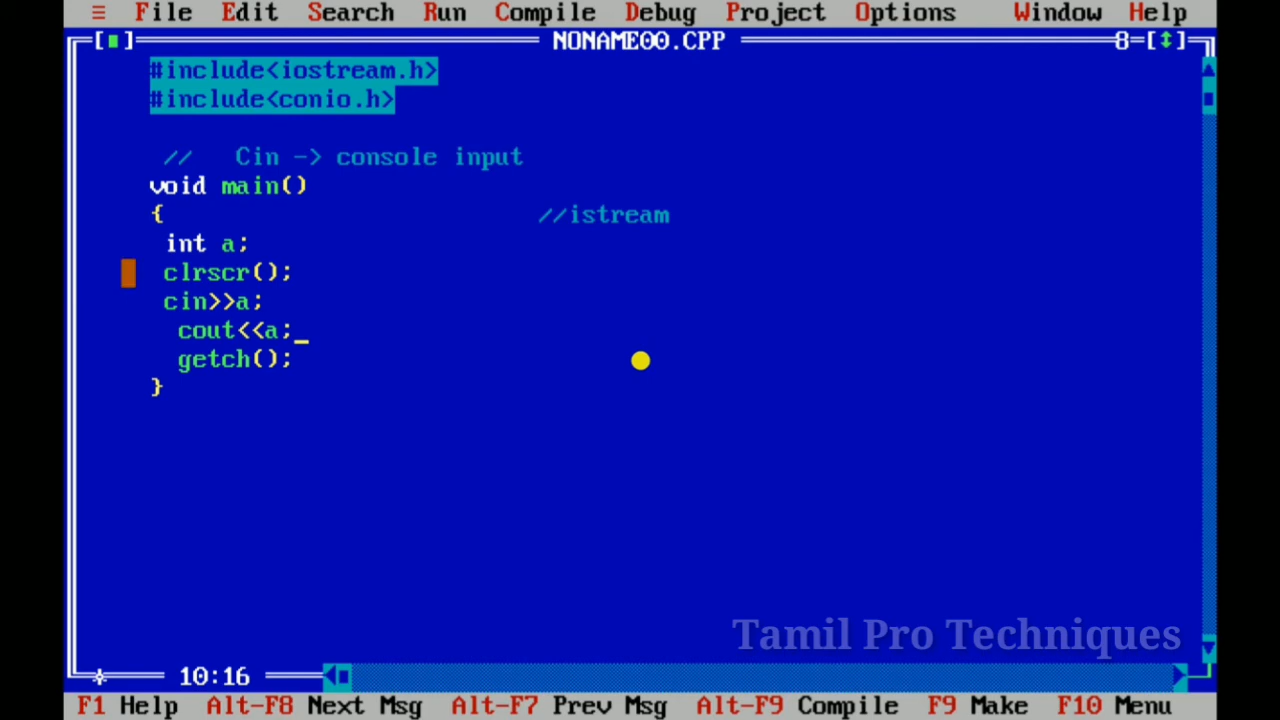 ≡ File Edit Search Run Compile Debug Project Options Window Help
[■] NONAME00.CPP 8=[↕]
#include<iostream.h>
#include<conio.h>
// Cin -> console input
void main()
{ //istream
int a;
clrscr();
cin>>a;
cout<<a;_
getch();
}
Tamil Pro Techniques
10:16
F1 Help Alt-F8 Next Msg Alt-F7 Prev Msg Alt-F9 Compile F9 Make F10 Menu